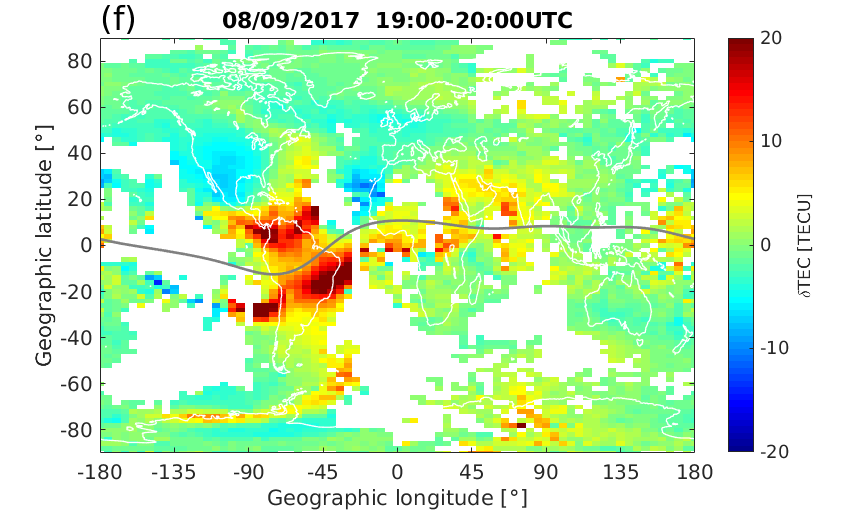 (f) 08/09/2017 19:00-20:00UTC
80
60
40
20
0
-20
-40
-60
-80
Geographic latitude [°]
-180 -135 -90 -45 0 45 90 135 180
Geographic longitude [°]
20
10
0
-10
-20
δTEC [TECU]